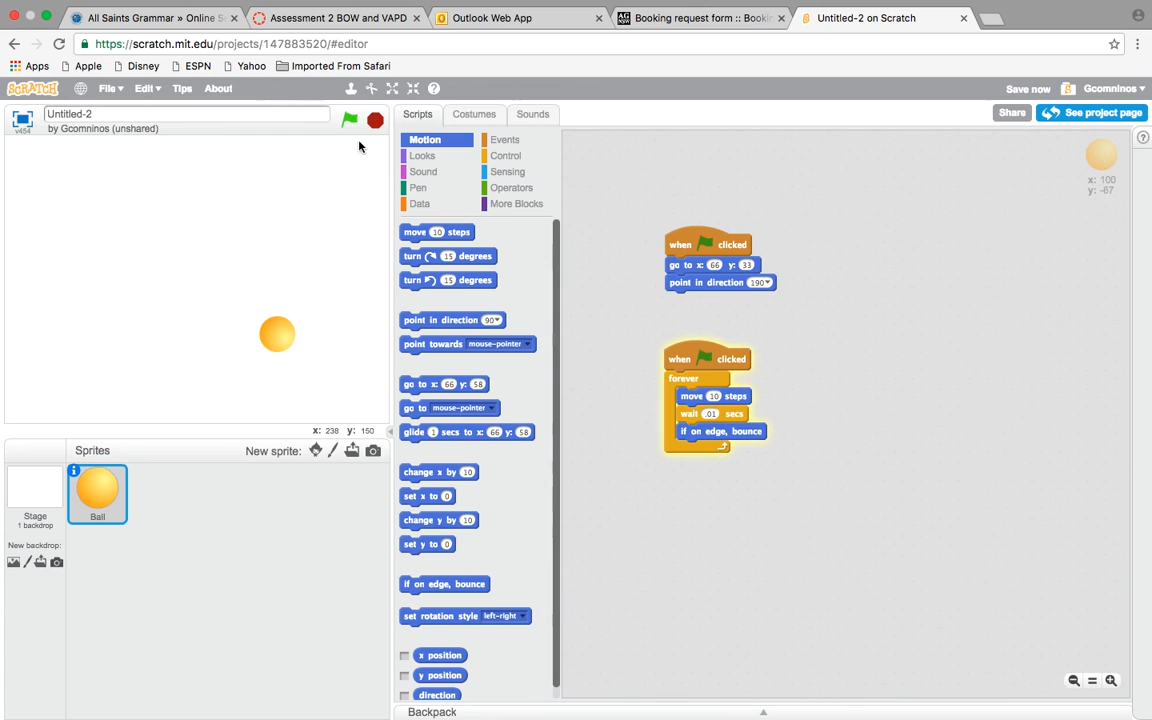 All Saints Grammar » Online S
Assessment 2 BOW and VAPD
Outlook Web App
Booking request form :: Booki
Untitled-2 on Scratch
https://scratch.mit.edu/projects/147883520/#editor
Apps Apple Disney ESPN Yahoo Imported From Safari
SCRATCH File Edit Tips About Save now Gcomninos
Untitled-2
by Gcomninos (unshared)
v454
Scripts Costumes Sounds
Share See project page
Motion Events
Looks Control
Sound Sensing
Pen Operators
Data More Blocks
x: 100
y: -67
move 10 steps
turn 15 degrees
turn 15 degrees
point in direction 90
point towards mouse-pointer
go to x: 66 y: 58
go to mouse-pointer
glide 1 secs to x: 66 y: 58
change x by 10
set x to 0
change y by 10
set y to 0
if on edge, bounce
set rotation style left-right
x position
y position
direction
when clicked
go to x: 66 y: 33
point in direction 190
when clicked
forever
move 10 steps
wait .01 secs
if on edge, bounce
x: 238 y: 150
Sprites New sprite:
Stage
1 backdrop
Ball
New backdrop:
Backpack